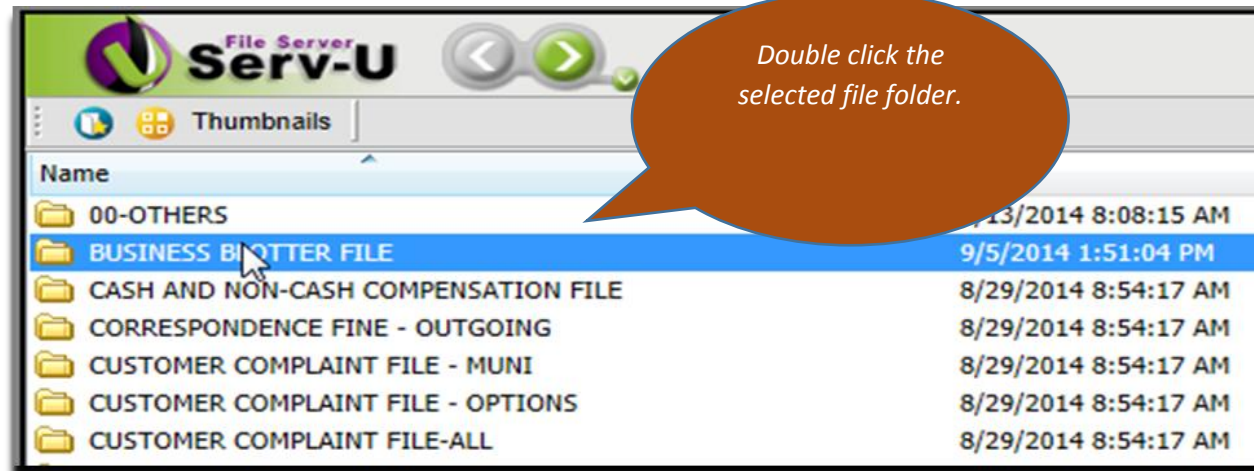 File Server
Serv-U
Double click the
selected file folder.
Thumbnails
Name
00-OTHERS /13/2014 8:08:15 AM
BUSINESS BLOTTER FILE 9/5/2014 1:51:04 PM
CASH AND NON-CASH COMPENSATION FILE 8/29/2014 8:54:17 AM
CORRESPONDENCE FINE - OUTGOING 8/29/2014 8:54:17 AM
CUSTOMER COMPLAINT FILE - MUNI 8/29/2014 8:54:17 AM
CUSTOMER COMPLAINT FILE - OPTIONS 8/29/2014 8:54:17 AM
CUSTOMER COMPLAINT FILE-ALL 8/29/2014 8:54:17 AM